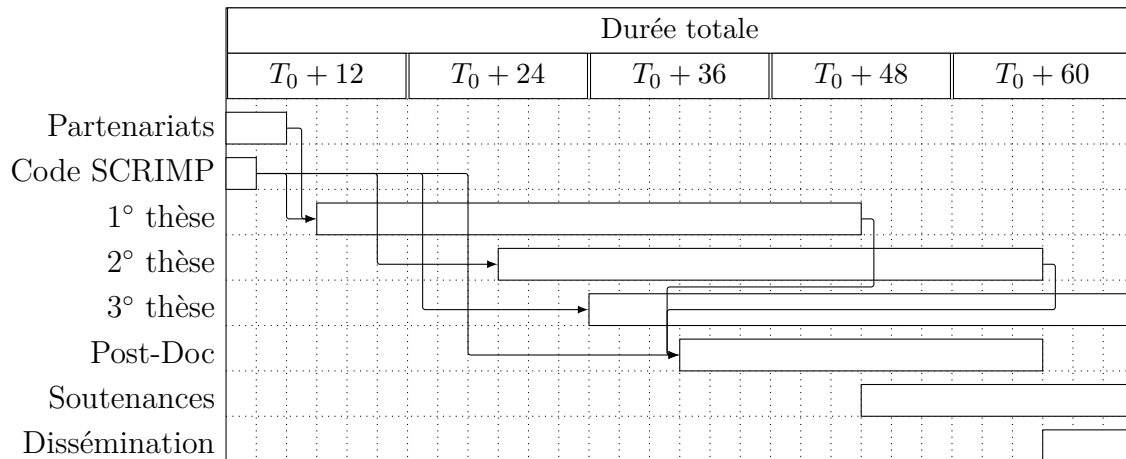 Durée totale
T₀ + 12 T₀ + 24 T₀ + 36 T₀ + 48 T₀ + 60
Partenariats
Code SCRIMP
1° thèse
2° thèse
3° thèse
Post-Doc
Soutenances
Dissémination